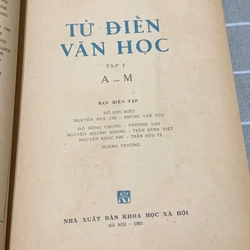 TỪ ĐIỂN
VĂN HỌC
TẬP I
A — M
BAN BIÊN TẬP
ĐỖ ĐỨC HIỂU
NGUYỄN HUỆ CHI — PHÙNG VĂN TỬU
ĐỖ HỒNG CHUNG — PHƯƠNG LỰU
NGUYỄN HOÀNH KHUNG — TRẦN ĐÌNH VIỆT
NGUYỄN KHẮC PHI — TRẦN HỮU TÁ
HOÀNG TRƯỜNG
NHÀ XUẤT BẢN KHOA HỌC XÃ HỘI
HÀ NỘI — 1983